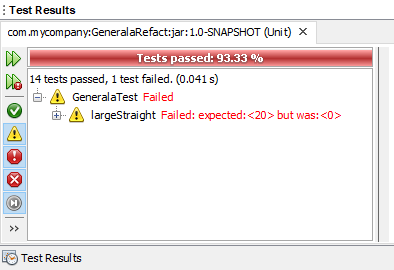 Test Results
com.mycompany:GeneralaRefact:jar:1.0-SNAPSHOT (Unit)
Tests passed: 93.33 %
14 tests passed, 1 test failed. (0.041 s)
GeneralaTest Failed
largeStraight Failed: expected:<20> but was:<0>
>>
Test Results